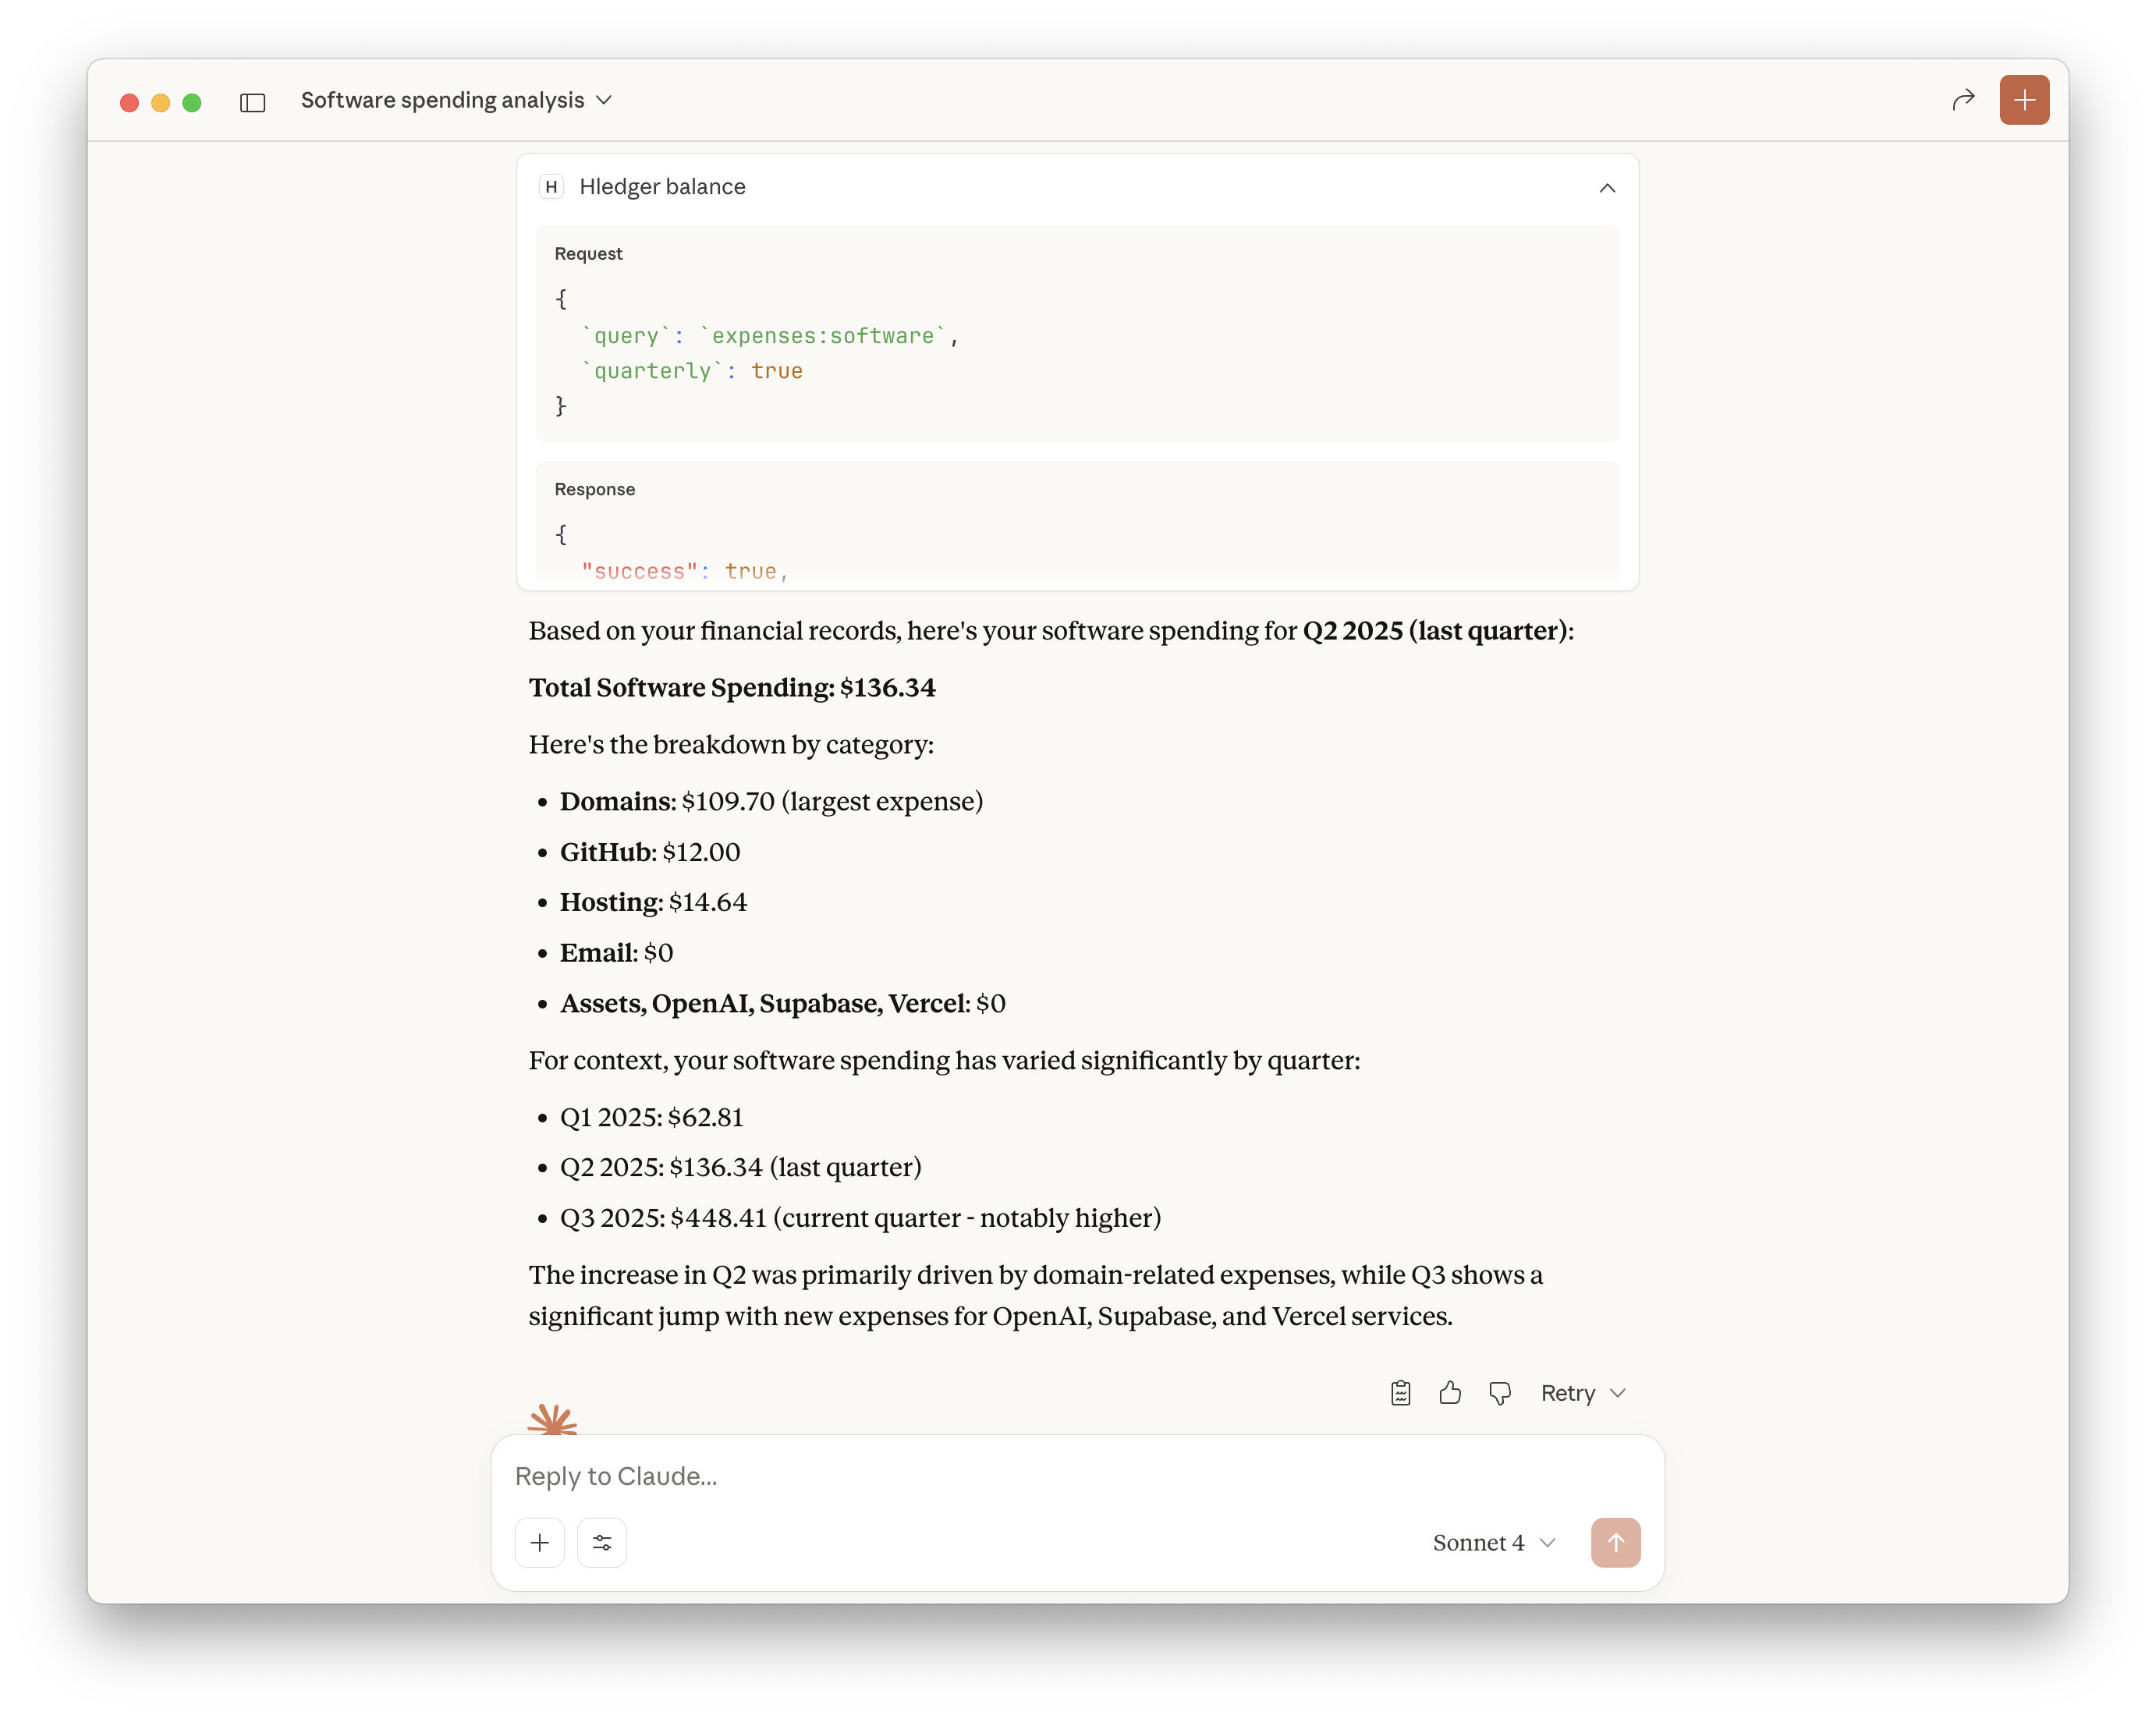 Software spending analysis
H Hledger balance
Request
{
`query`: `expenses:software`,
`quarterly`: true
}
Response
{
"success": true,
Based on your financial records, here's your software spending for Q2 2025 (last quarter):
Total Software Spending: $136.34
Here's the breakdown by category:
• Domains: $109.70 (largest expense)
• GitHub: $12.00
• Hosting: $14.64
• Email: $0
• Assets, OpenAI, Supabase, Vercel: $0
For context, your software spending has varied significantly by quarter:
• Q1 2025: $62.81
• Q2 2025: $136.34 (last quarter)
• Q3 2025: $448.41 (current quarter - notably higher)
The increase in Q2 was primarily driven by domain-related expenses, while Q3 shows a
significant jump with new expenses for OpenAI, Supabase, and Vercel services.
Retry
Reply to Claude...
Sonnet 4